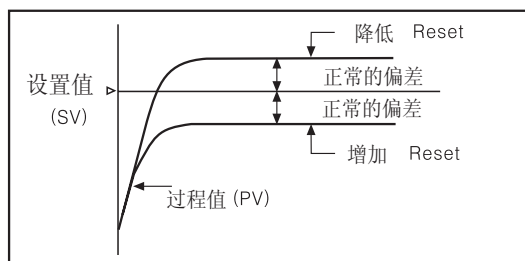 降低 Reset
正常的偏差
设置值
(SV)
正常的偏差
增加 Reset
过程值 (PV)